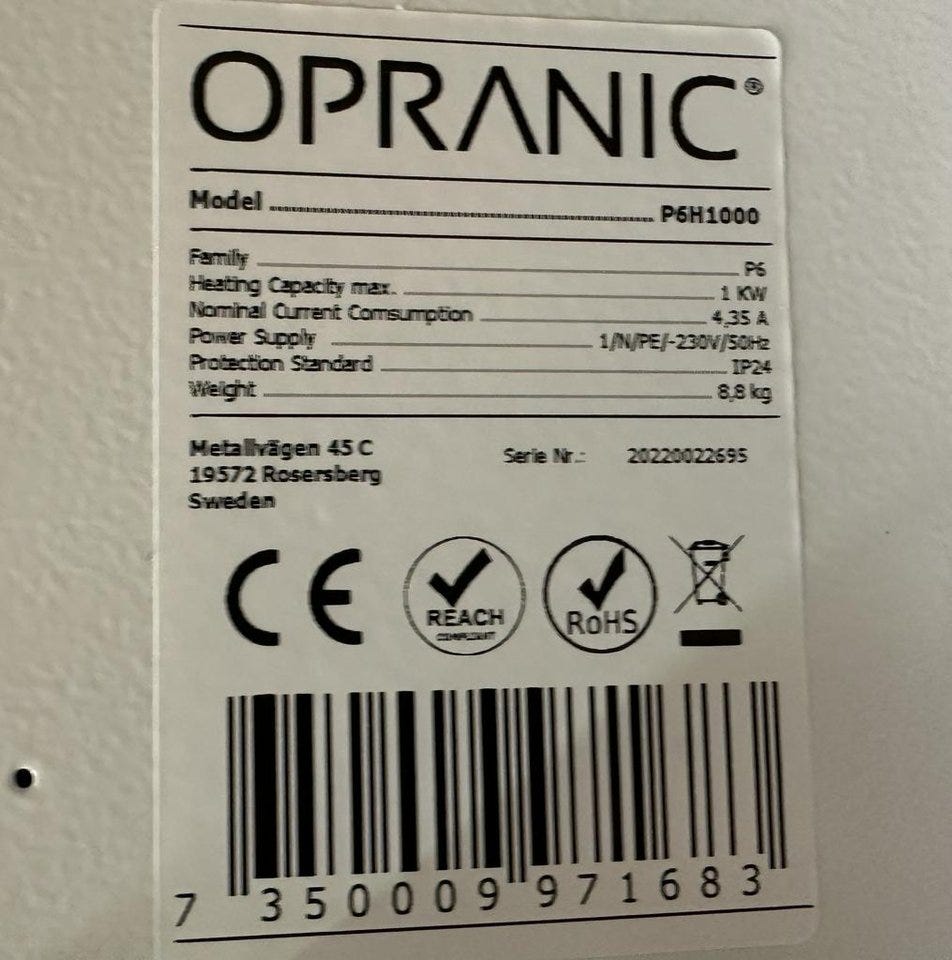 OPRANIC®
Model P6H1000
Family P6
Heating Capacity max. 1 KW
Nominal Current Comsumption 4,35 A
Power Supply 1/N/PE/~230V/50Hz
Protection Standard IP24
Weight 8,8 kg
Metallvägen 45 C
19572 Rosersberg
Sweden
Serie Nr.: 20220022695
CE
REACH
COMPLIANT
RoHS
7 350009 971683